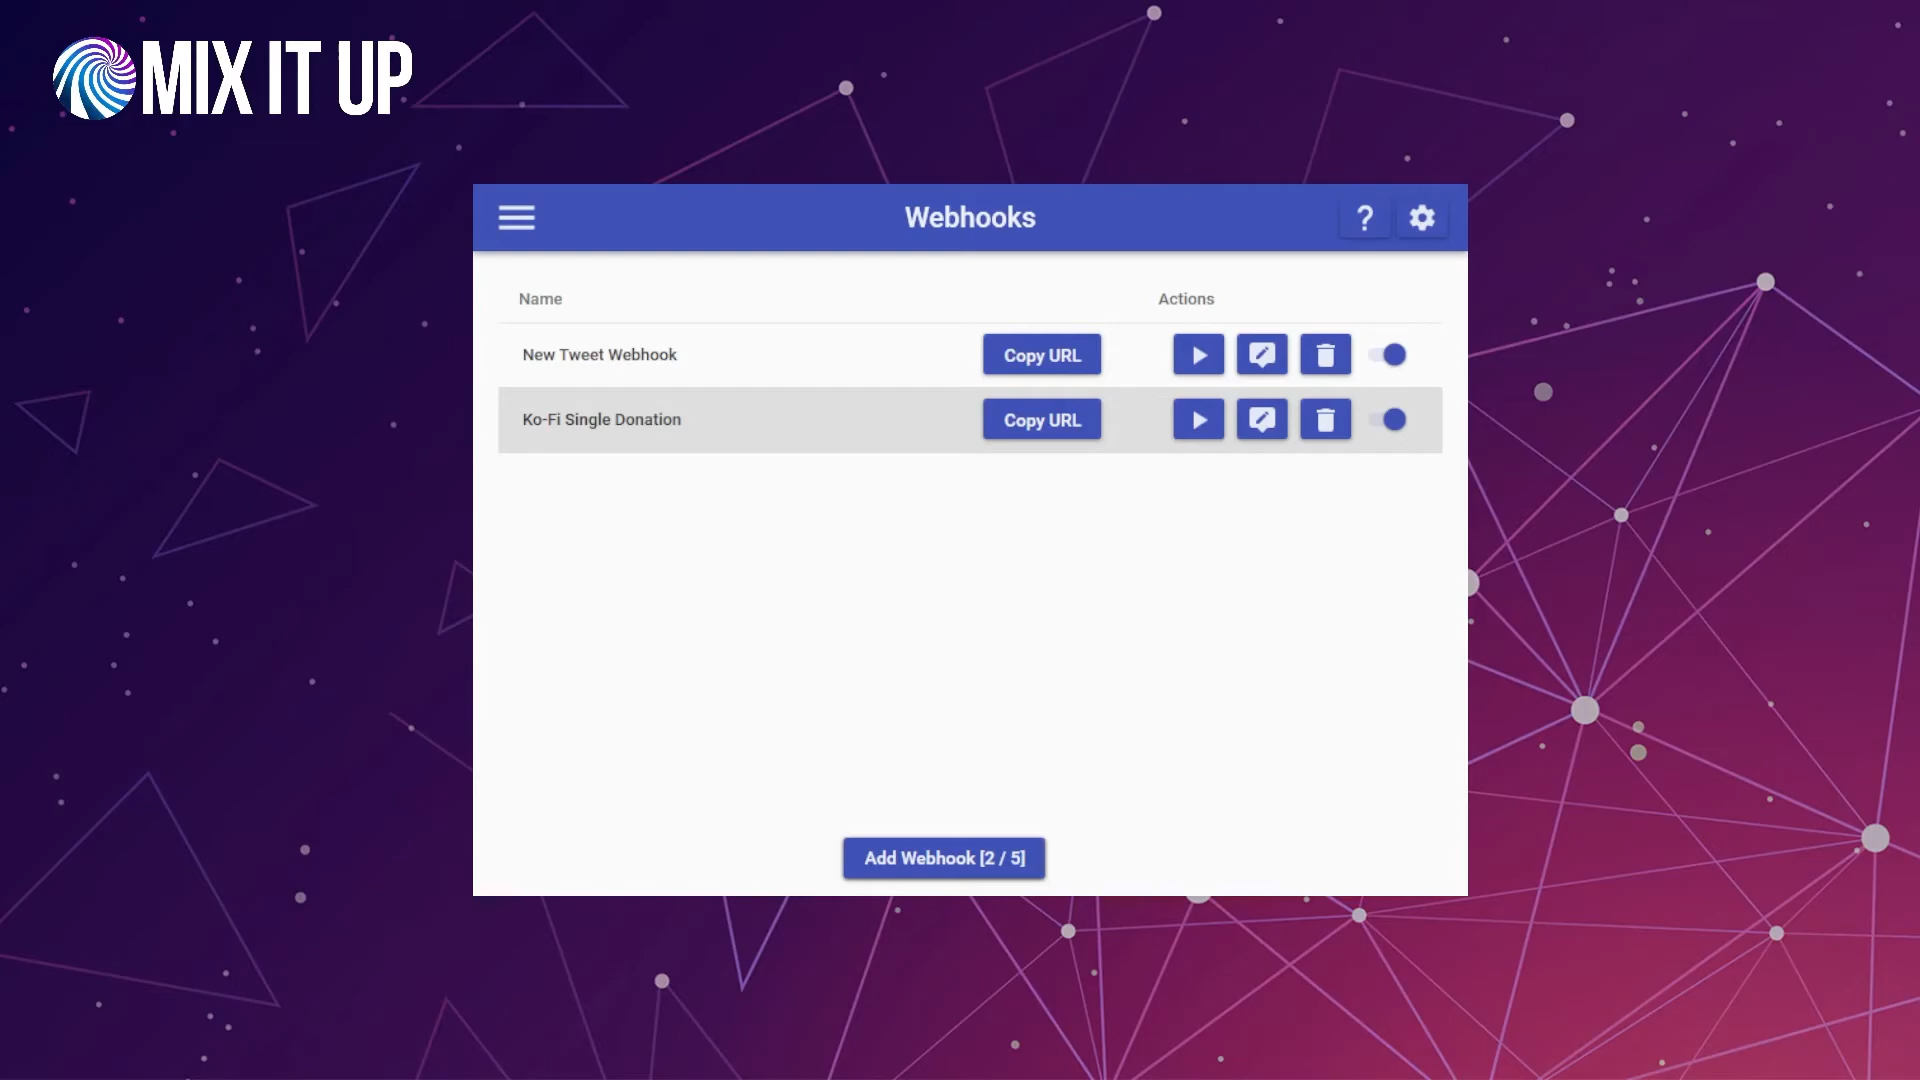 MIX IT UP
Webhooks
?
Name
Actions
New Tweet Webhook
Copy URL
Ko-Fi Single Donation
Copy URL
Add Webhook [2 / 5]